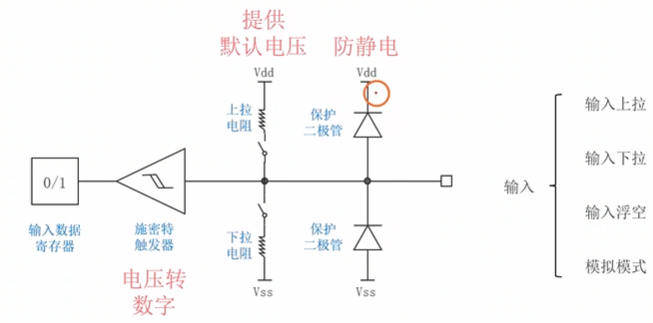 提供
默认电压
防静电
Vdd
Vdd
上拉
电阻
保护
二极管
0/1
输入数据
寄存器
施密特
触发器
电压转
数字
下拉
电阻
保护
二极管
Vss
Vss
输入
输入上拉
输入下拉
输入浮空
模拟模式